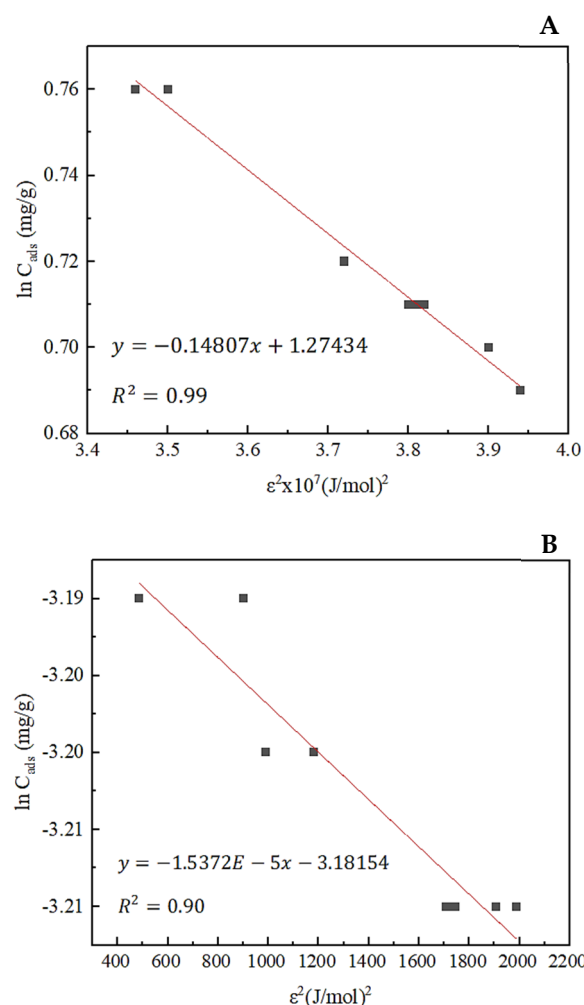 A
0.76
0.74
0.72
0.70
0.68
ln C_ads (mg/g)
y = −0.14807x + 1.27434
R² = 0.99
3.4 3.5 3.6 3.7 3.8 3.9 4.0
ε²x10⁷(J/mol)²
B
-3.19
-3.20
-3.20
-3.21
-3.21
ln C_ads (mg/g)
y = −1.5372E − 5x − 3.18154
R² = 0.90
400 600 800 1000 1200 1400 1600 1800 2000 2200
ε²(J/mol)²